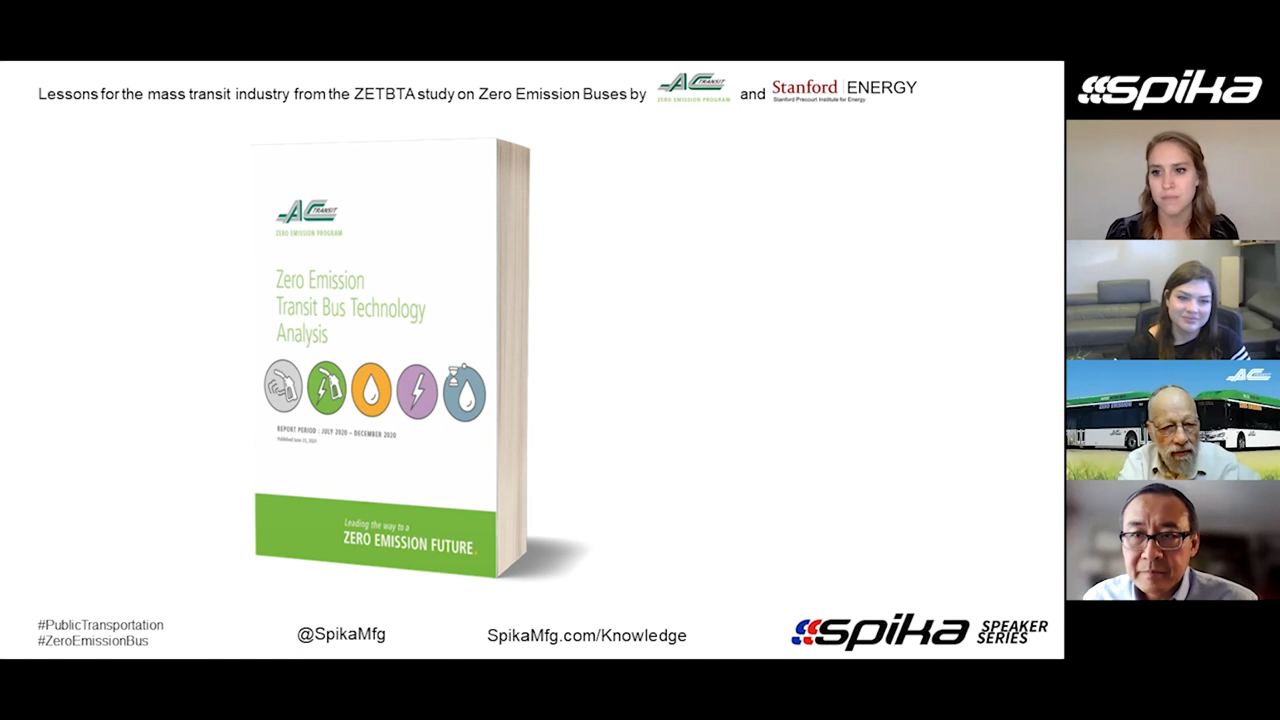 Lessons for the mass transit industry from the ZETBTA study on Zero Emission Buses by AC TRANSIT ZERO EMISSION PROGRAM and Stanford ENERGY
Stanford Precourt Institute for Energy
spika
AC TRANSIT
ZERO EMISSION PROGRAM
Zero Emission
Transit Bus Technology
Analysis
REPORT PERIOD : JULY 2020 – DECEMBER 2020
Leading the way to a
ZERO EMISSION FUTURE.
AC
ZERO EMISSION
#PublicTransportation
#ZeroEmissionBus
@SpikaMfg
SpikaMfg.com/Knowledge
spika SPEAKER
SERIES